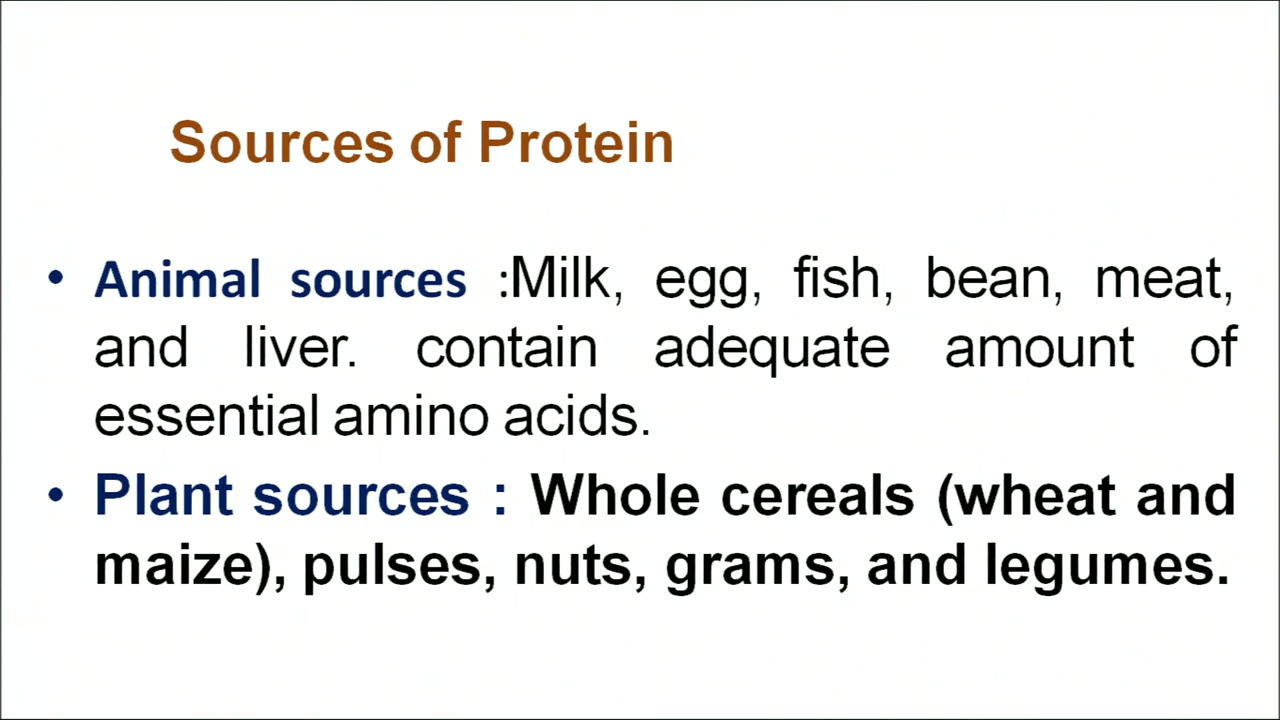 Sources of Protein
• Animal sources :Milk, egg, fish, bean, meat,
and liver. contain adequate amount of
essential amino acids.
• Plant sources : Whole cereals (wheat and
maize), pulses, nuts, grams, and legumes.